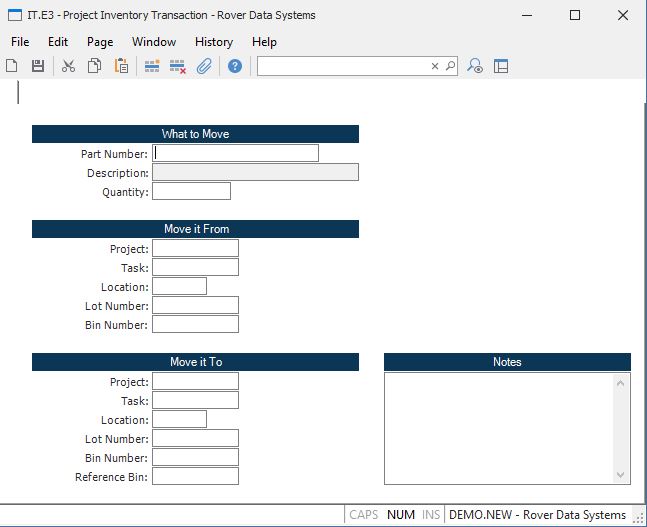 IT.E3 - Project Inventory Transaction - Rover Data Systems
File Edit Page Window History Help
What to Move
Part Number:
Description:
Quantity:
Move it From
Project:
Task:
Location:
Lot Number:
Bin Number:
Move it To
Project:
Task:
Location:
Lot Number:
Bin Number:
Reference Bin:
Notes
CAPS NUM INS DEMO.NEW - Rover Data Systems